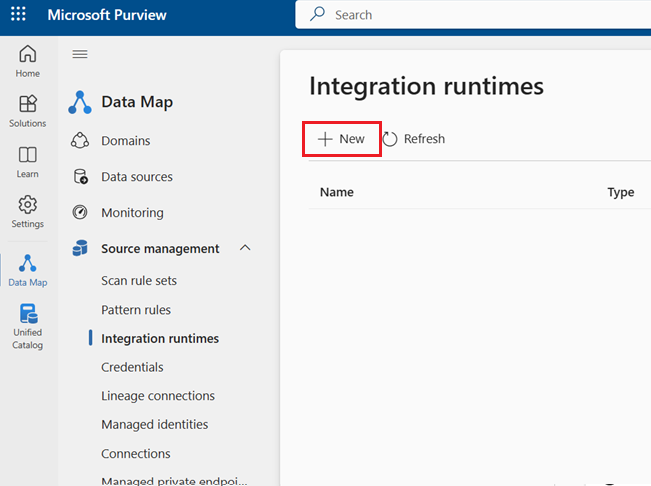 Microsoft Purview
Search
Home
Solutions
Learn
Settings
Data Map
Unified
Catalog
Data Map
Domains
Data sources
Monitoring
Source management
Scan rule sets
Pattern rules
Integration runtimes
Credentials
Lineage connections
Managed identities
Connections
Managed private endpoi...
Integration runtimes
New
Refresh
Name Type